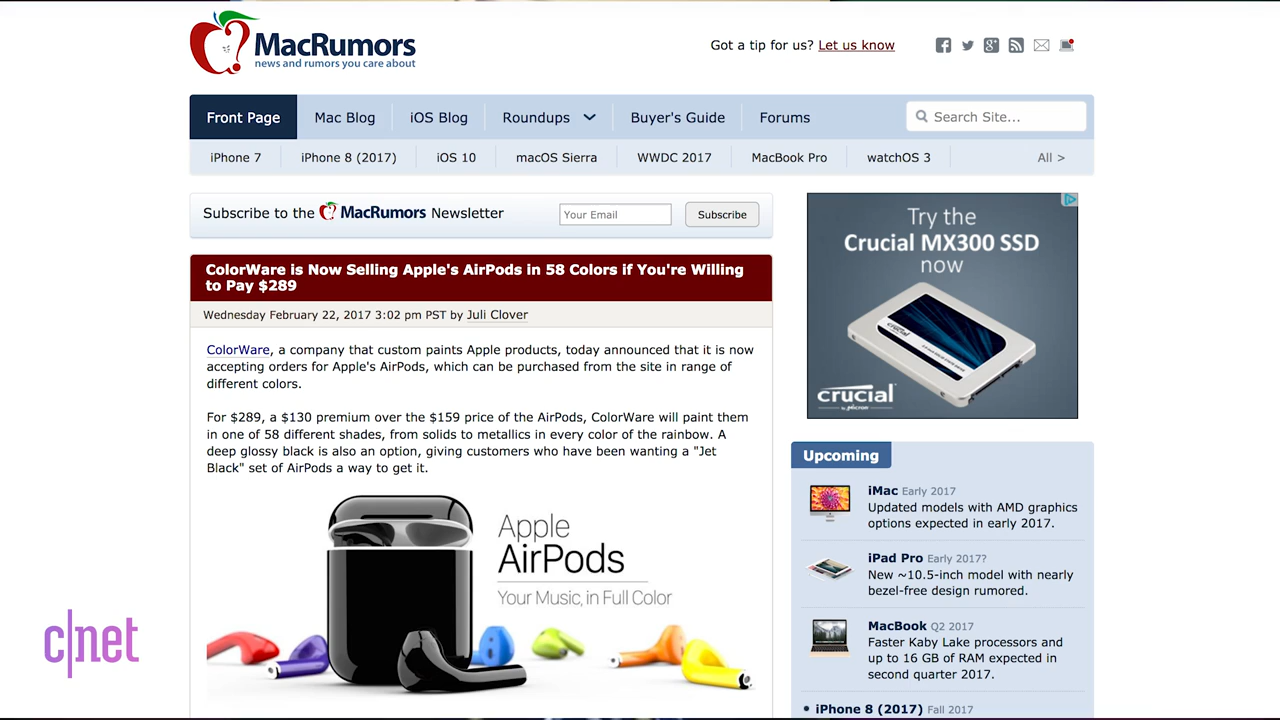 MacRumors
news and rumors you care about
Got a tip for us? Let us know
Front Page Mac Blog iOS Blog Roundups Buyer's Guide Forums Search Site...
iPhone 7 iPhone 8 (2017) iOS 10 macOS Sierra WWDC 2017 MacBook Pro watchOS 3 All >
Subscribe to the MacRumors Newsletter Your Email Subscribe
ColorWare is Now Selling Apple's AirPods in 58 Colors if You're Willing
to Pay $289
Wednesday February 22, 2017 3:02 pm PST by Juli Clover
ColorWare, a company that custom paints Apple products, today announced that it is now
accepting orders for Apple's AirPods, which can be purchased from the site in range of
different colors.
For $289, a $130 premium over the $159 price of the AirPods, ColorWare will paint them
in one of 58 different shades, from solids to metallics in every color of the rainbow. A
deep glossy black is also an option, giving customers who have been wanting a "Jet
Black" set of AirPods a way to get it.
Apple
AirPods
Your Music, in Full Color
Try the
Crucial MX300 SSD
now
crucial
crucial
by Micron
Upcoming
iMac Early 2017
Updated models with AMD graphics
options expected in early 2017.
iPad Pro Early 2017?
New ~10.5-inch model with nearly
bezel-free design rumored.
MacBook Q2 2017
Faster Kaby Lake processors and
up to 16 GB of RAM expected in
second quarter 2017.
iPhone 8 (2017) Fall 2017
c|net